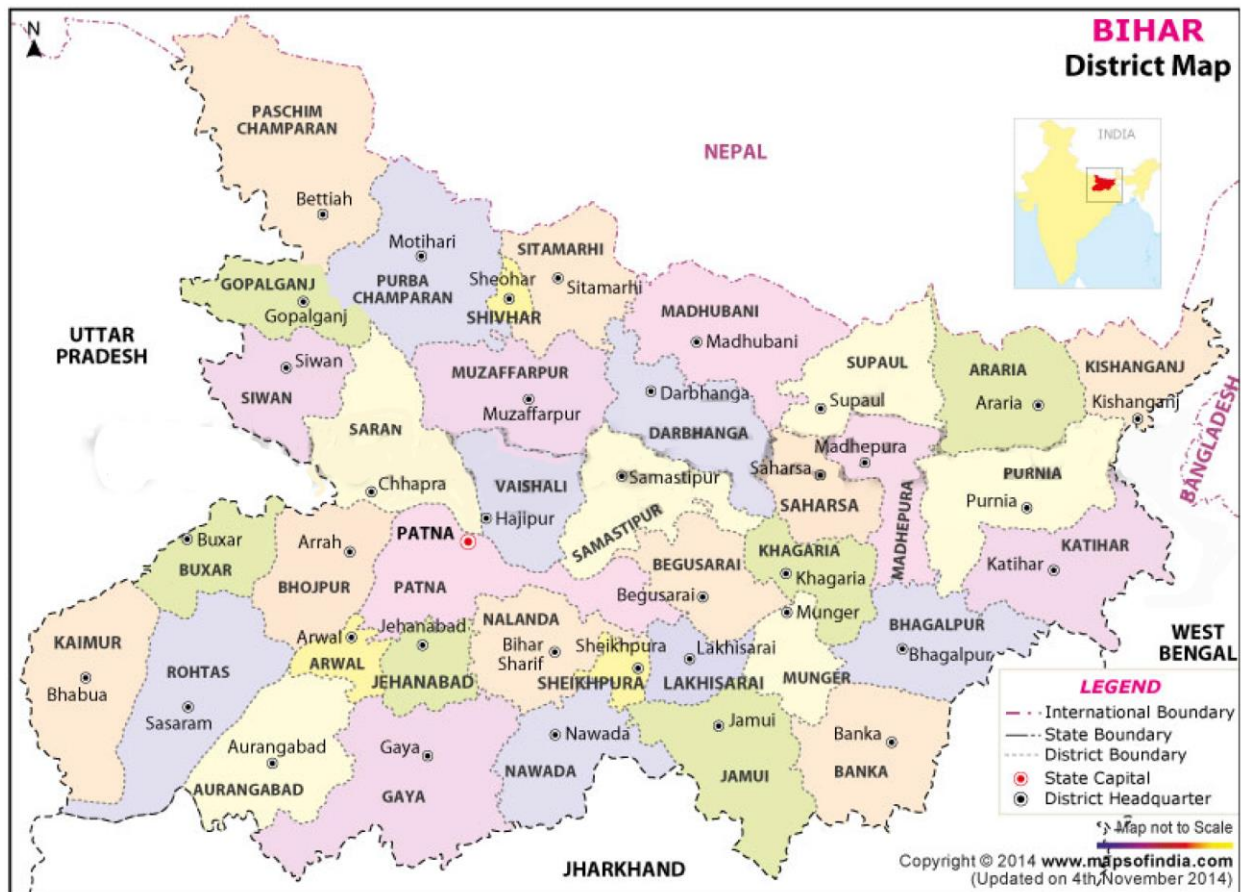 N
BIHAR
District Map
INDIA
PASCHIM
CHAMPARAN
NEPAL
Bettiah
Motihari
SITAMARHI
GOPALGANJ
PURBA
CHAMPARAN
Sheohar
Sitamarhi
Gopalganj
SHIVHAR
MADHUBANI
UTTAR
PRADESH
Madhubani
Siwan
SUPAUL
ARARIA
KISHANGANJ
MUZAFFARPUR
SIWAN
Darbhanga
Supaul
Araria
Kishanganj
Muzaffarpur
SARAN
DARBHANGA
Madhepura
BANGLADESH
Chhapra
VAISHALI
Samastipur
Saharsa
PURNIA
Hajipur
SAHARSA
Purnia
SAMASTIPUR
MADHEPURA
PATNA
Buxar
Arrah
KATIHAR
BUXAR
KHAGARIA
BEGUSARAI
Katihar
BHOJPUR
PATNA
Khagaria
Begusarai
Munger
KAIMUR
NALANDA
Jehanabad
BHAGALPUR
WEST
BENGAL
Arwal
Bihar
Sharif
Sheikhpura
Lakhisarai
Bhagalpur
ROHTAS
ARWAL
Bhabua
JEHANABAD
SHEIKHPURA
LAKHISARAI
MUNGER
Sasaram
Jamui
Nawada
Banka
Aurangabad
Gaya
NAWADA
JAMUI
BANKA
AURANGABAD
GAYA
JHARKHAND
LEGEND
International Boundary
State Boundary
District Boundary
State Capital
District Headquarter
Map not to Scale
Copyright © 2014 www.mapsofindia.com
(Updated on 4th November 2014)